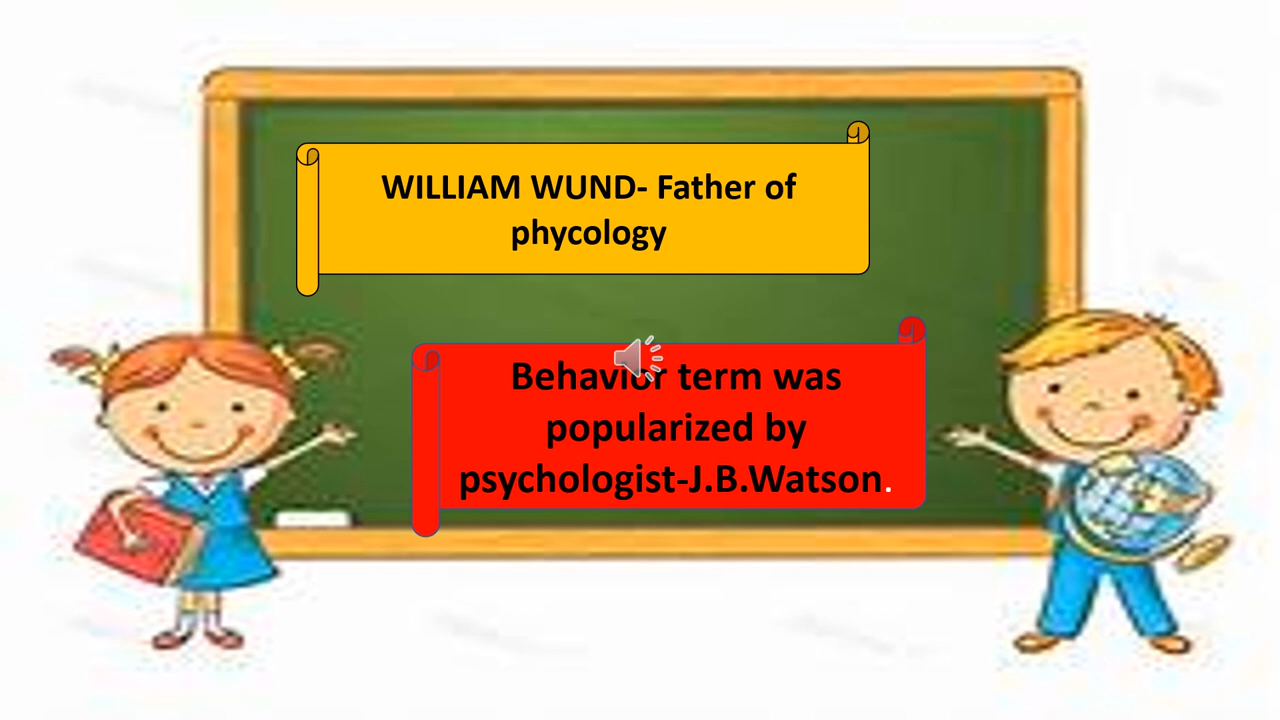 WILLIAM WUND- Father of
phycology
Behavior term was
popularized by
psychologist-J.B.Watson.